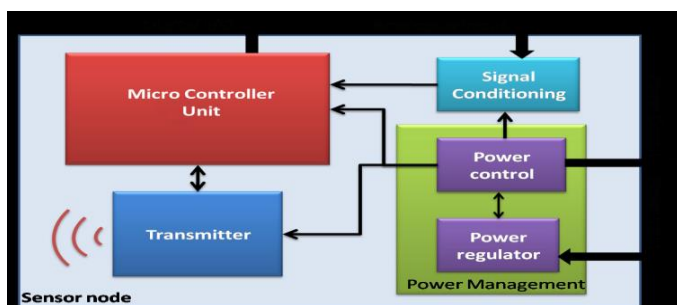 Micro Controller
Unit
Signal
Conditioning
Power
control
Transmitter
Power
regulator
Power Management
Sensor node